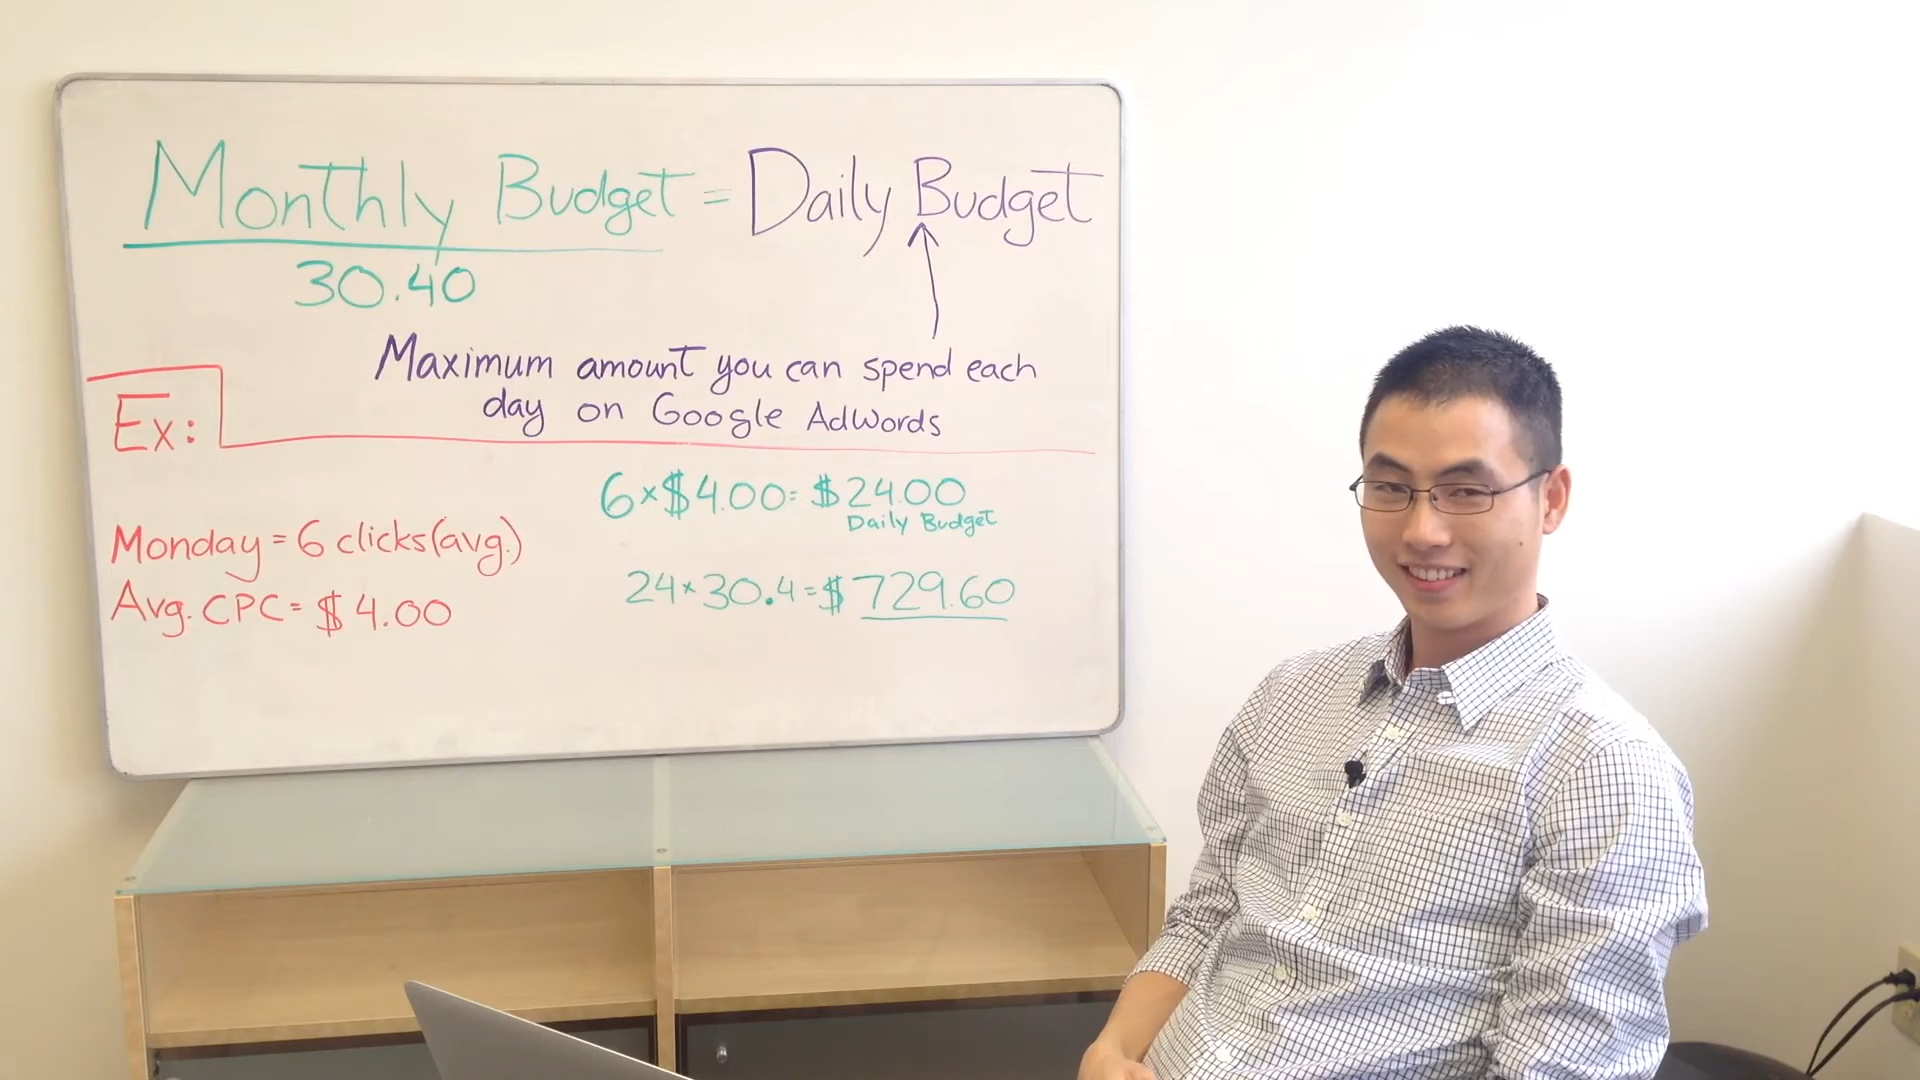 Monthly Budget = Daily Budget
30.40
Maximum amount you can spend each
day on Google AdWords
Ex:
Monday = 6 clicks (avg.)
Avg. CPC = $4.00
6 × $4.00 = $24.00
Daily Budget
24 × 30.4 = $729.60